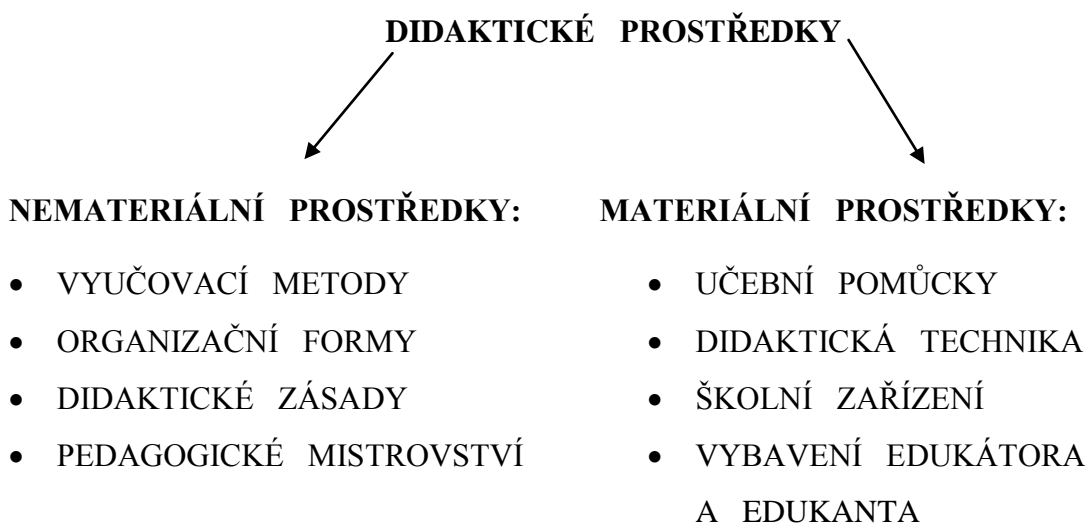 DIDAKTICKÉ PROSTŘEDKY
NEMATERIÁLNÍ PROSTŘEDKY:
• VYUČOVACÍ METODY
• ORGANIZAČNÍ FORMY
• DIDAKTICKÉ ZÁSADY
• PEDAGOGICKÉ MISTROVSTVÍ
MATERIÁLNÍ PROSTŘEDKY:
• UČEBNÍ POMŮCKY
• DIDAKTICKÁ TECHNIKA
• ŠKOLNÍ ZAŘÍZENÍ
• VYBAVENÍ EDUKÁTORA
A EDUKANTA